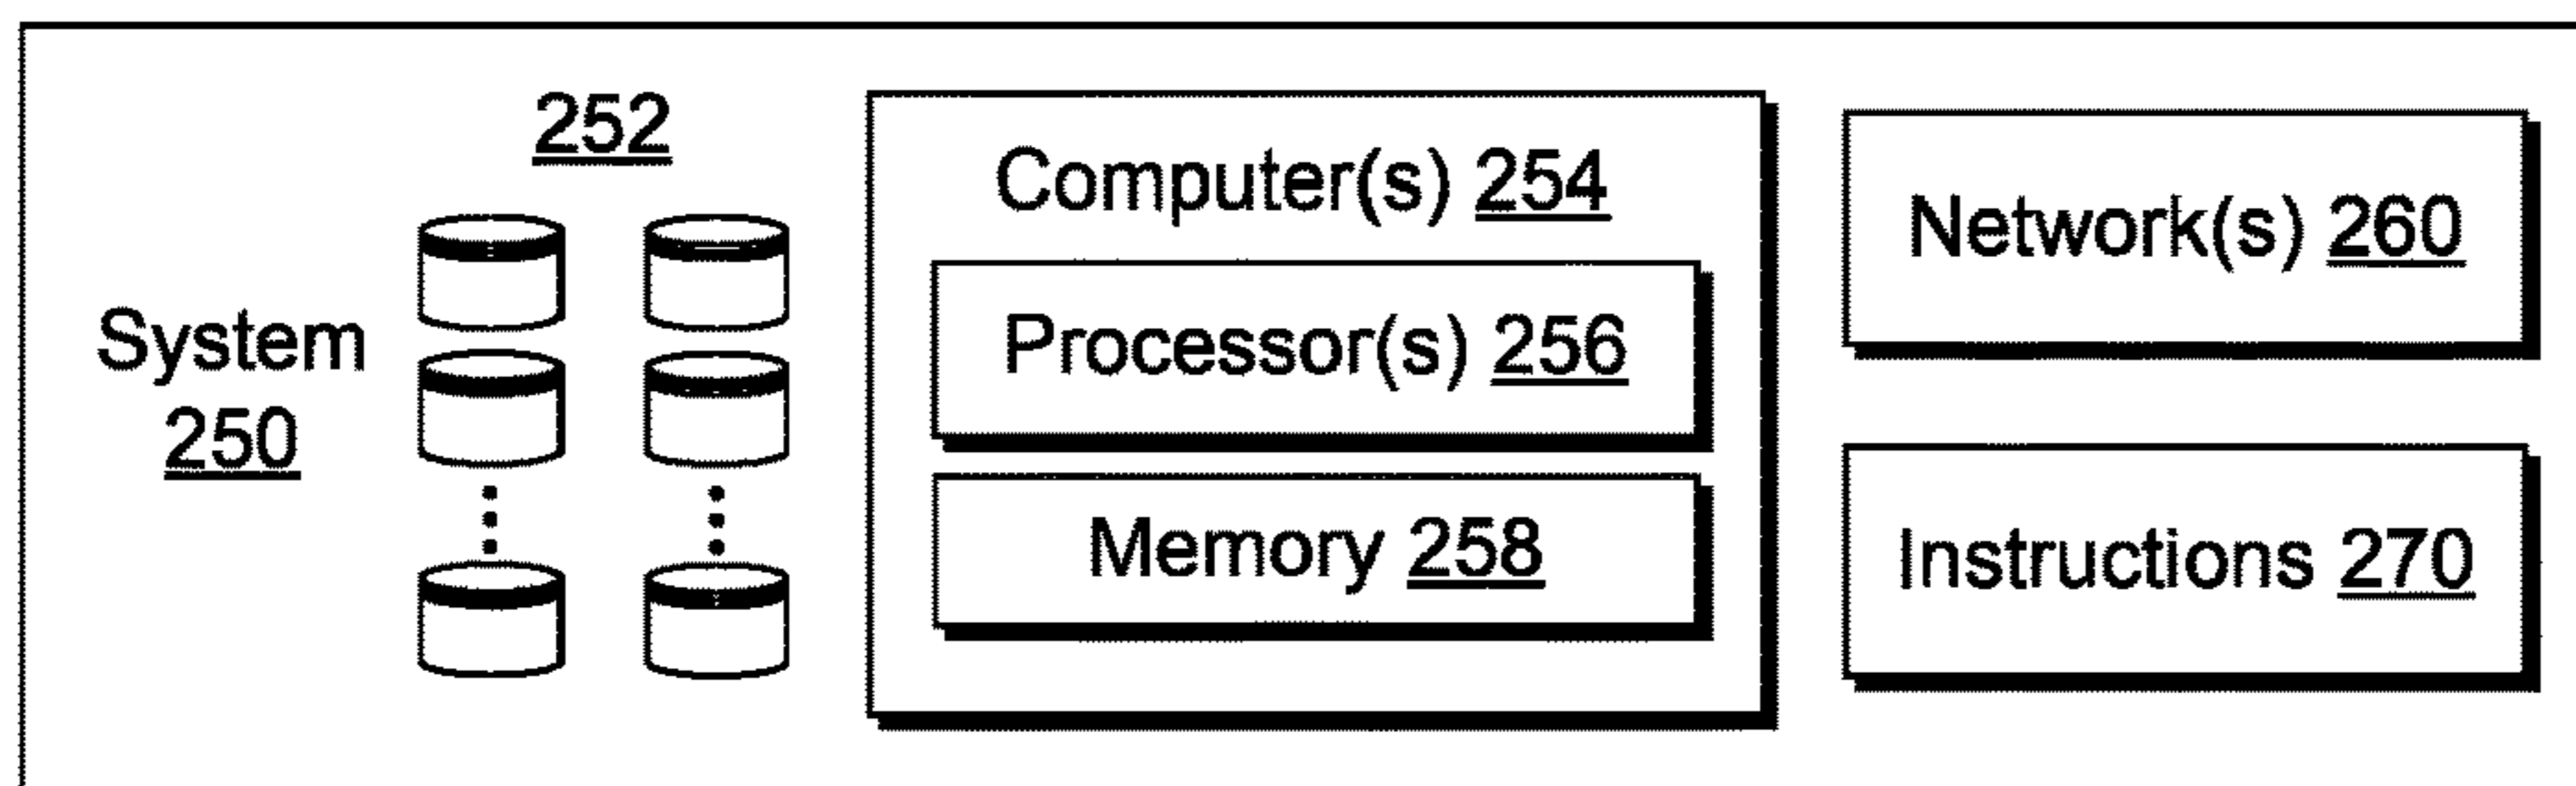 System
250
252
Computer(s) 254
Processor(s) 256
Memory 258
Network(s) 260
Instructions 270